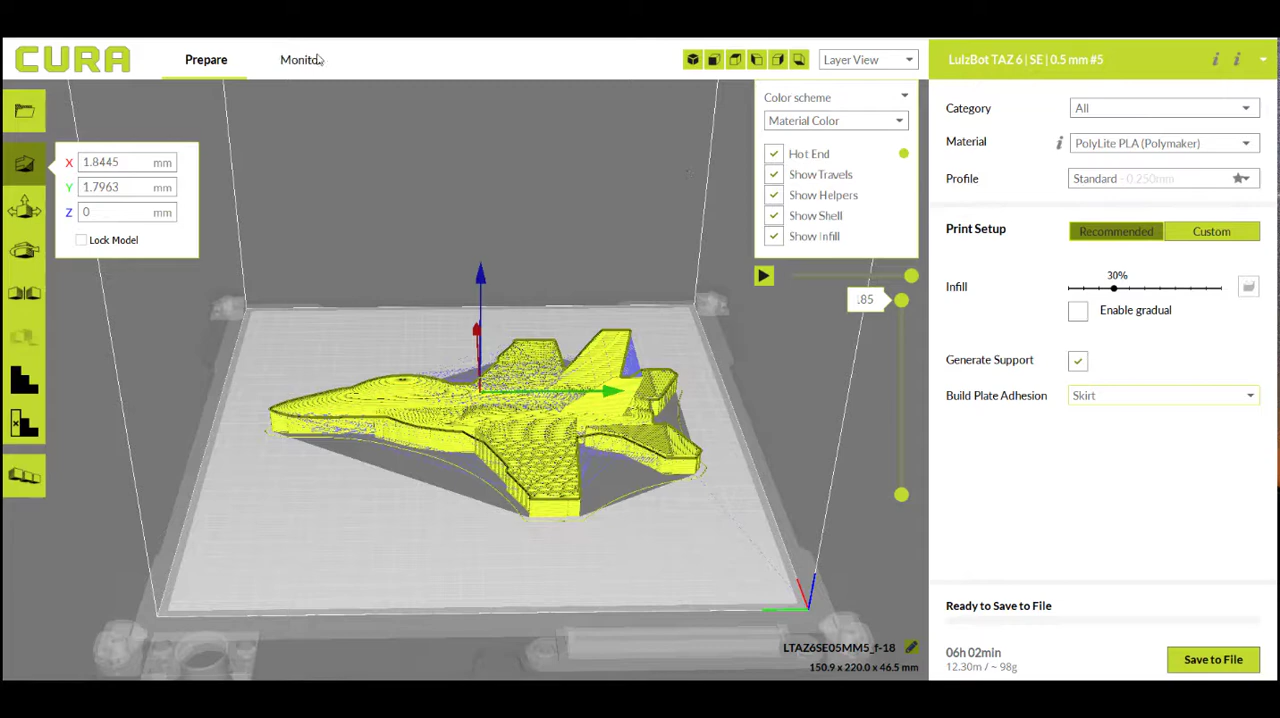 CURA
Prepare
Monitor
Layer View
LulzBot TAZ 6 | SE | 0.5 mm #5
X 1.8445 mm
Y 1.7963 mm
Z 0 mm
Lock Model
Color scheme
Material Color
Hot End
Show Travels
Show Helpers
Show Shell
Show Infill
.85
Category All
Material i PolyLite PLA (Polymaker)
Profile Standard - 0.250mm
Print Setup Recommended Custom
30%
Infill
Enable gradual
Generate Support
Build Plate Adhesion Skirt
LTAZ6SE05MM5_f-18
150.9 x 220.0 x 46.5 mm
Ready to Save to File
06h 02min
12.30m / ~ 98g
Save to File